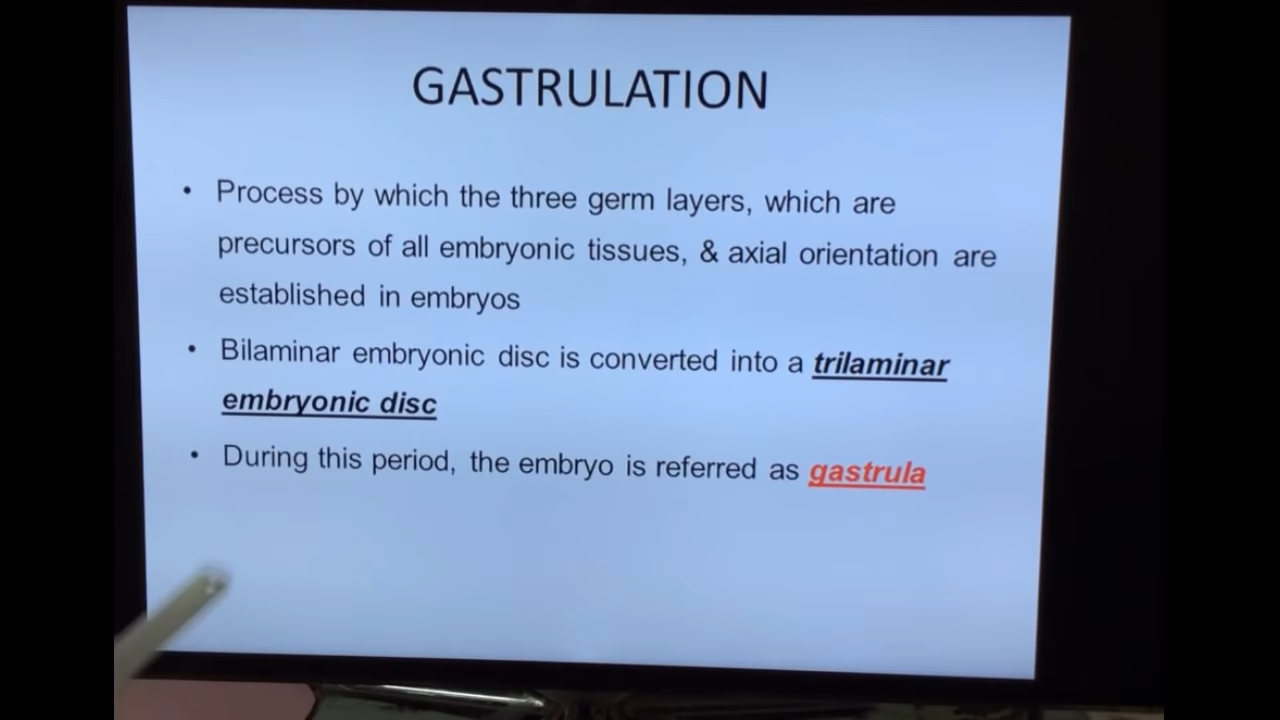 GASTRULATION
• Process by which the three germ layers, which are
precursors of all embryonic tissues, & axial orientation are
established in embryos
• Bilaminar embryonic disc is converted into a trilaminar
embryonic disc
• During this period, the embryo is referred as gastrula